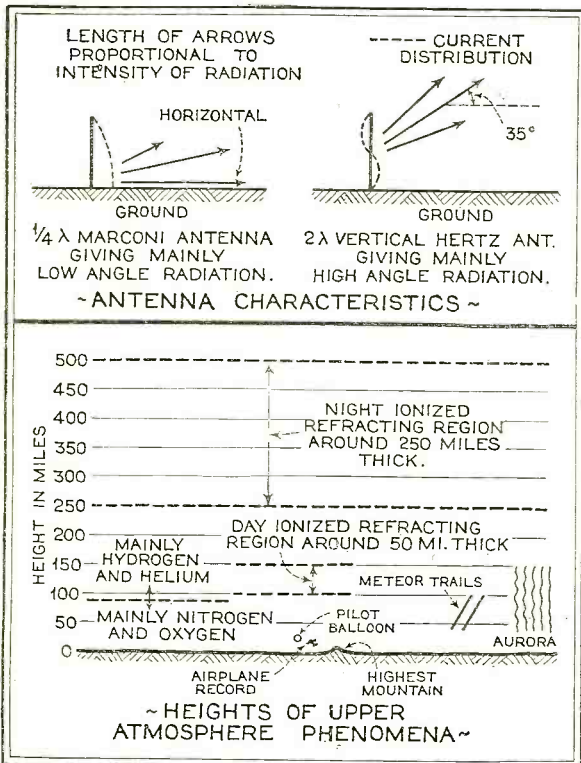 LENGTH OF ARROWS
PROPORTIONAL TO
INTENSITY OF RADIATION
CURRENT
DISTRIBUTION
HORIZONTAL
35°
GROUND
GROUND
1/4 λ MARCONI ANTENNA
GIVING MAINLY
LOW ANGLE RADIATION.
2λ VERTICAL HERTZ ANT.
GIVING MAINLY
HIGH ANGLE RADIATION.
~ANTENNA CHARACTERISTICS~
HEIGHT IN MILES
500
450
400
350
300
250
200
150
100
50
0
NIGHT IONIZED
REFRACTING REGION
AROUND 250 MILES
THICK.
DAY IONIZED REFRACTING
REGION AROUND 50 MI. THICK
MAINLY
HYDROGEN
AND HELIUM
METEOR TRAILS
MAINLY NITROGEN
AND OXYGEN
PILOT
BALLOON
AURORA
AIRPLANE
RECORD
HIGHEST
MOUNTAIN
~HEIGHTS OF UPPER
ATMOSPHERE PHENOMENA~